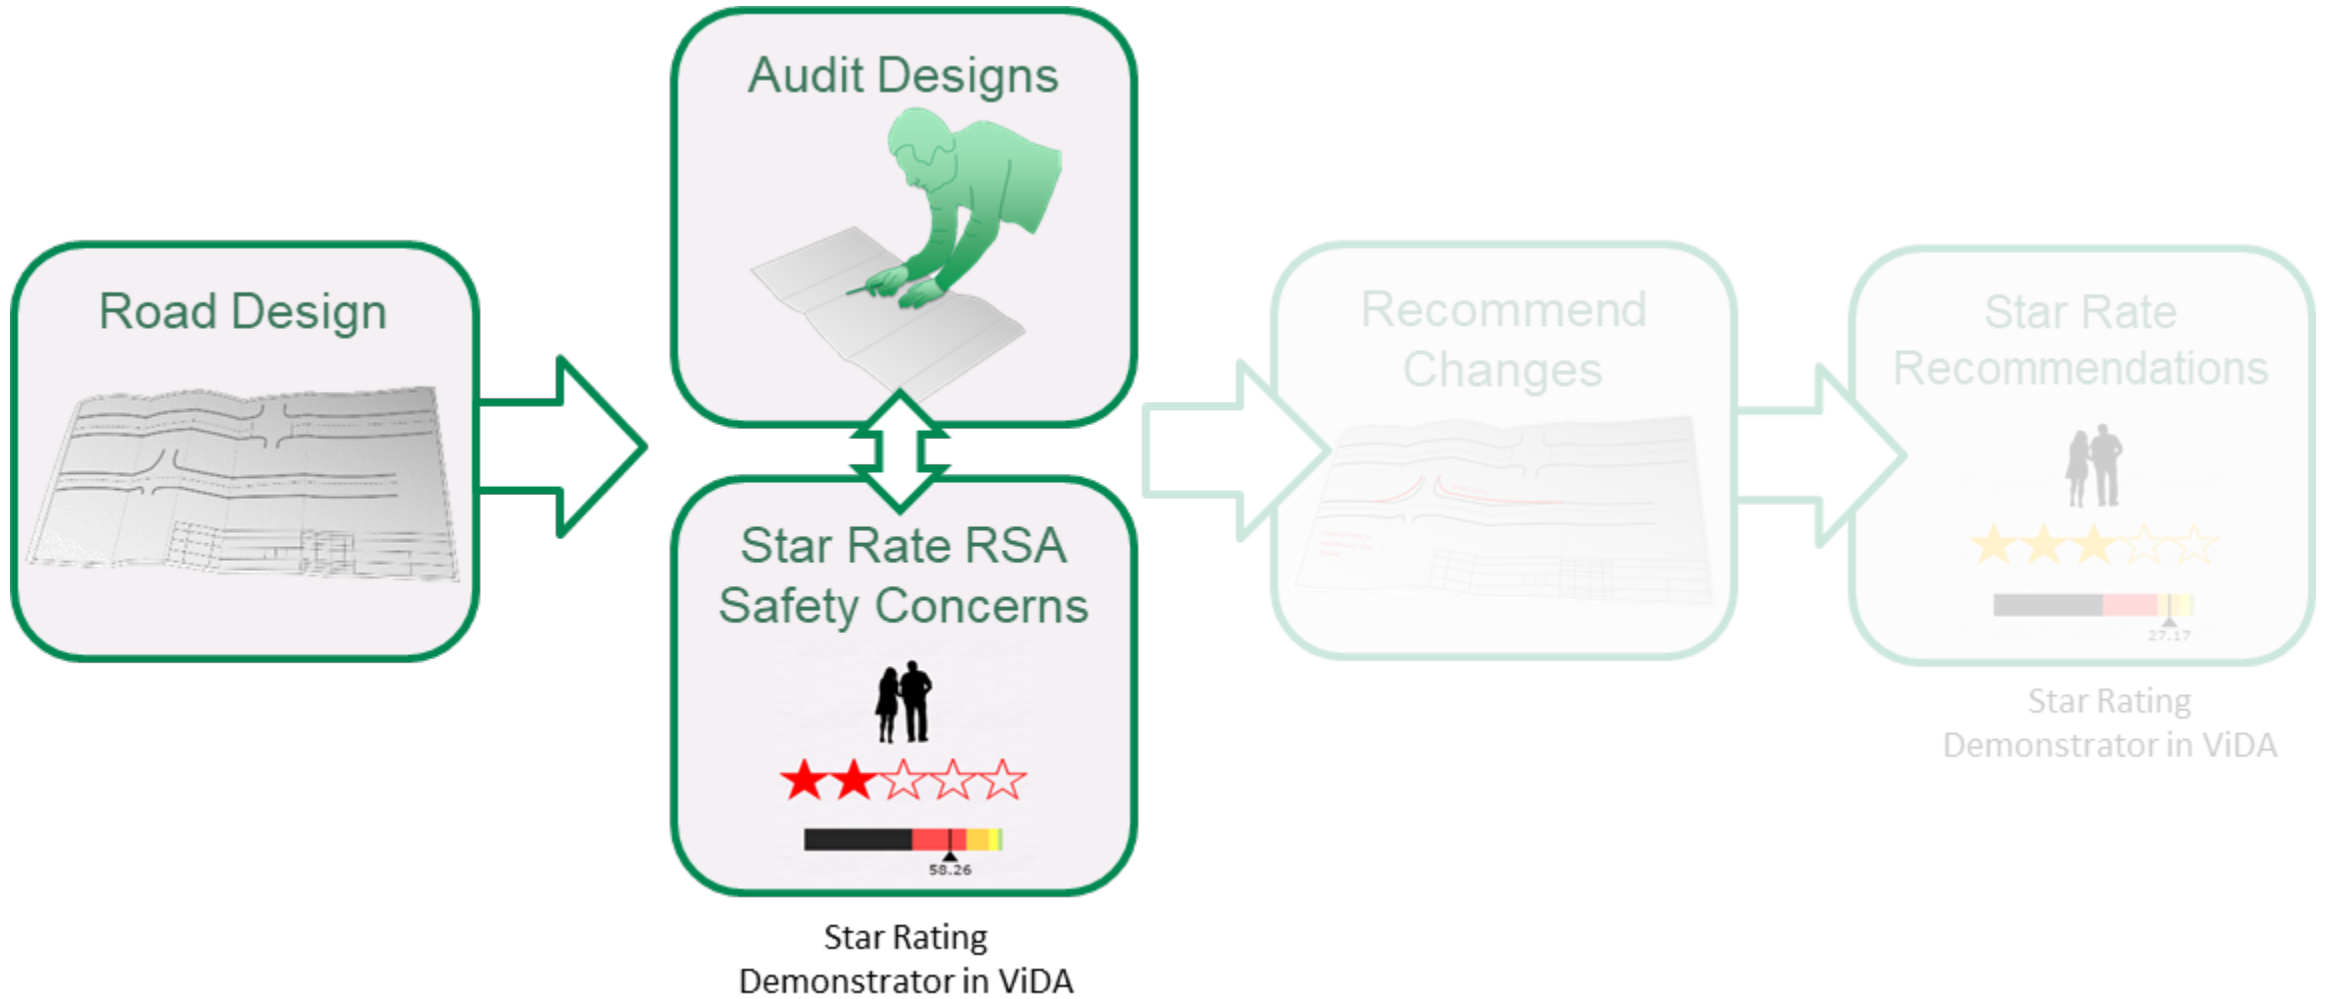 Audit Designs
Road Design
Star Rate RSA
Safety Concerns
58.26
Star Rating
Demonstrator in ViDA
Recommend
Changes
Star Rate
Recommendations
27.17
Star Rating
Demonstrator in ViDA